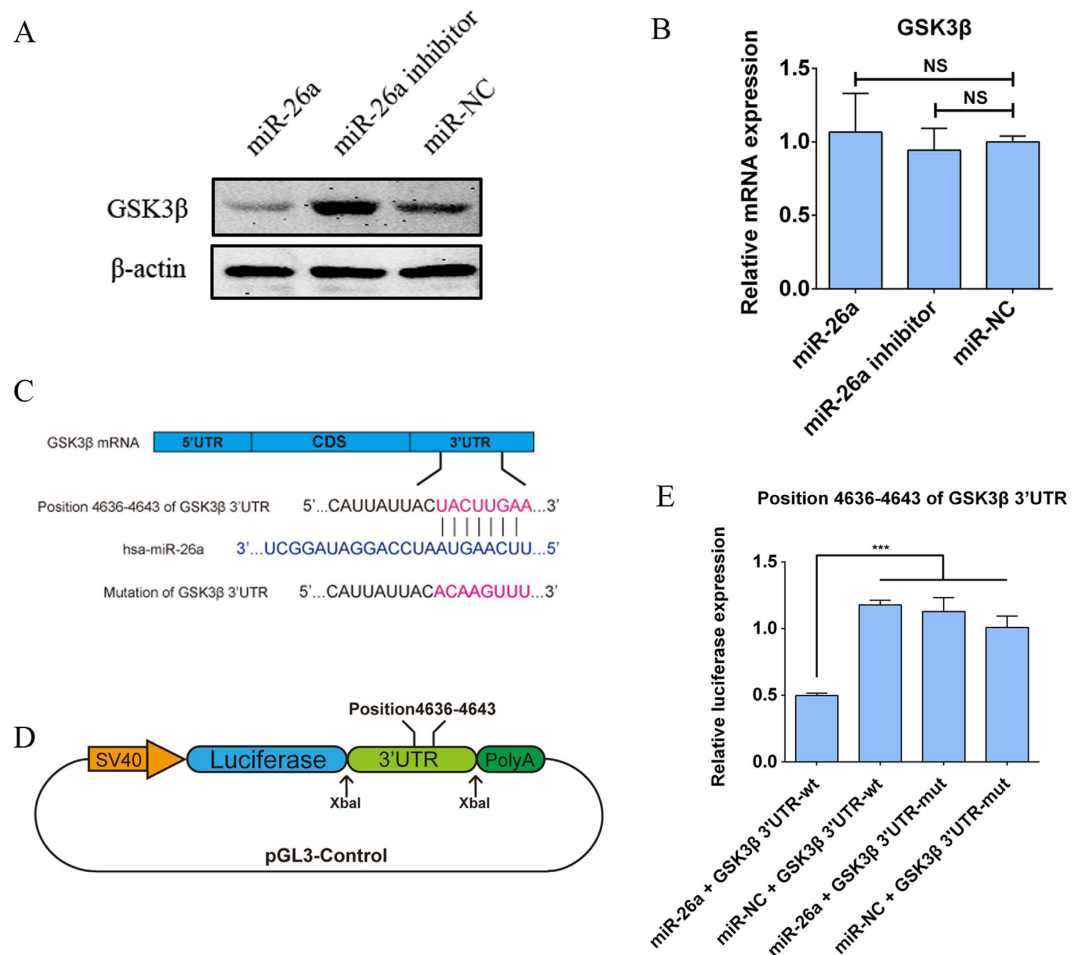 A
miR-26a
miR-26a inhibitor
miR-NC
GSK3β
β-actin
B
GSK3β
NS
NS
Relative mRNA expression
1.5
1.0
0.5
0.0
miR-26a
miR-26a inhibitor
miR-NC
C
GSK3β mRNA
5'UTR
CDS
3'UTR
Position 4636-4643 of GSK3β 3'UTR
5'...CAUUAUUACUACUUGAA...3'
hsa-miR-26a
3'...UCGGAUAGGACCUAAUGAACUU...5'
Mutation of GSK3β 3'UTR
5'...CAUUAUUACACAAGUUU...3'
D
Position4636-4643
SV40
Luciferase
3'UTR
PolyA
XbaI
XbaI
pGL3-Control
E
Position 4636-4643 of GSK3β 3'UTR
***
Relative luciferase expression
1.5
1.0
0.5
0.0
miR-26a + GSK3β 3'UTR-wt
miR-NC + GSK3β 3'UTR-wt
miR-26a + GSK3β 3'UTR-mut
miR-NC + GSK3β 3'UTR-mut